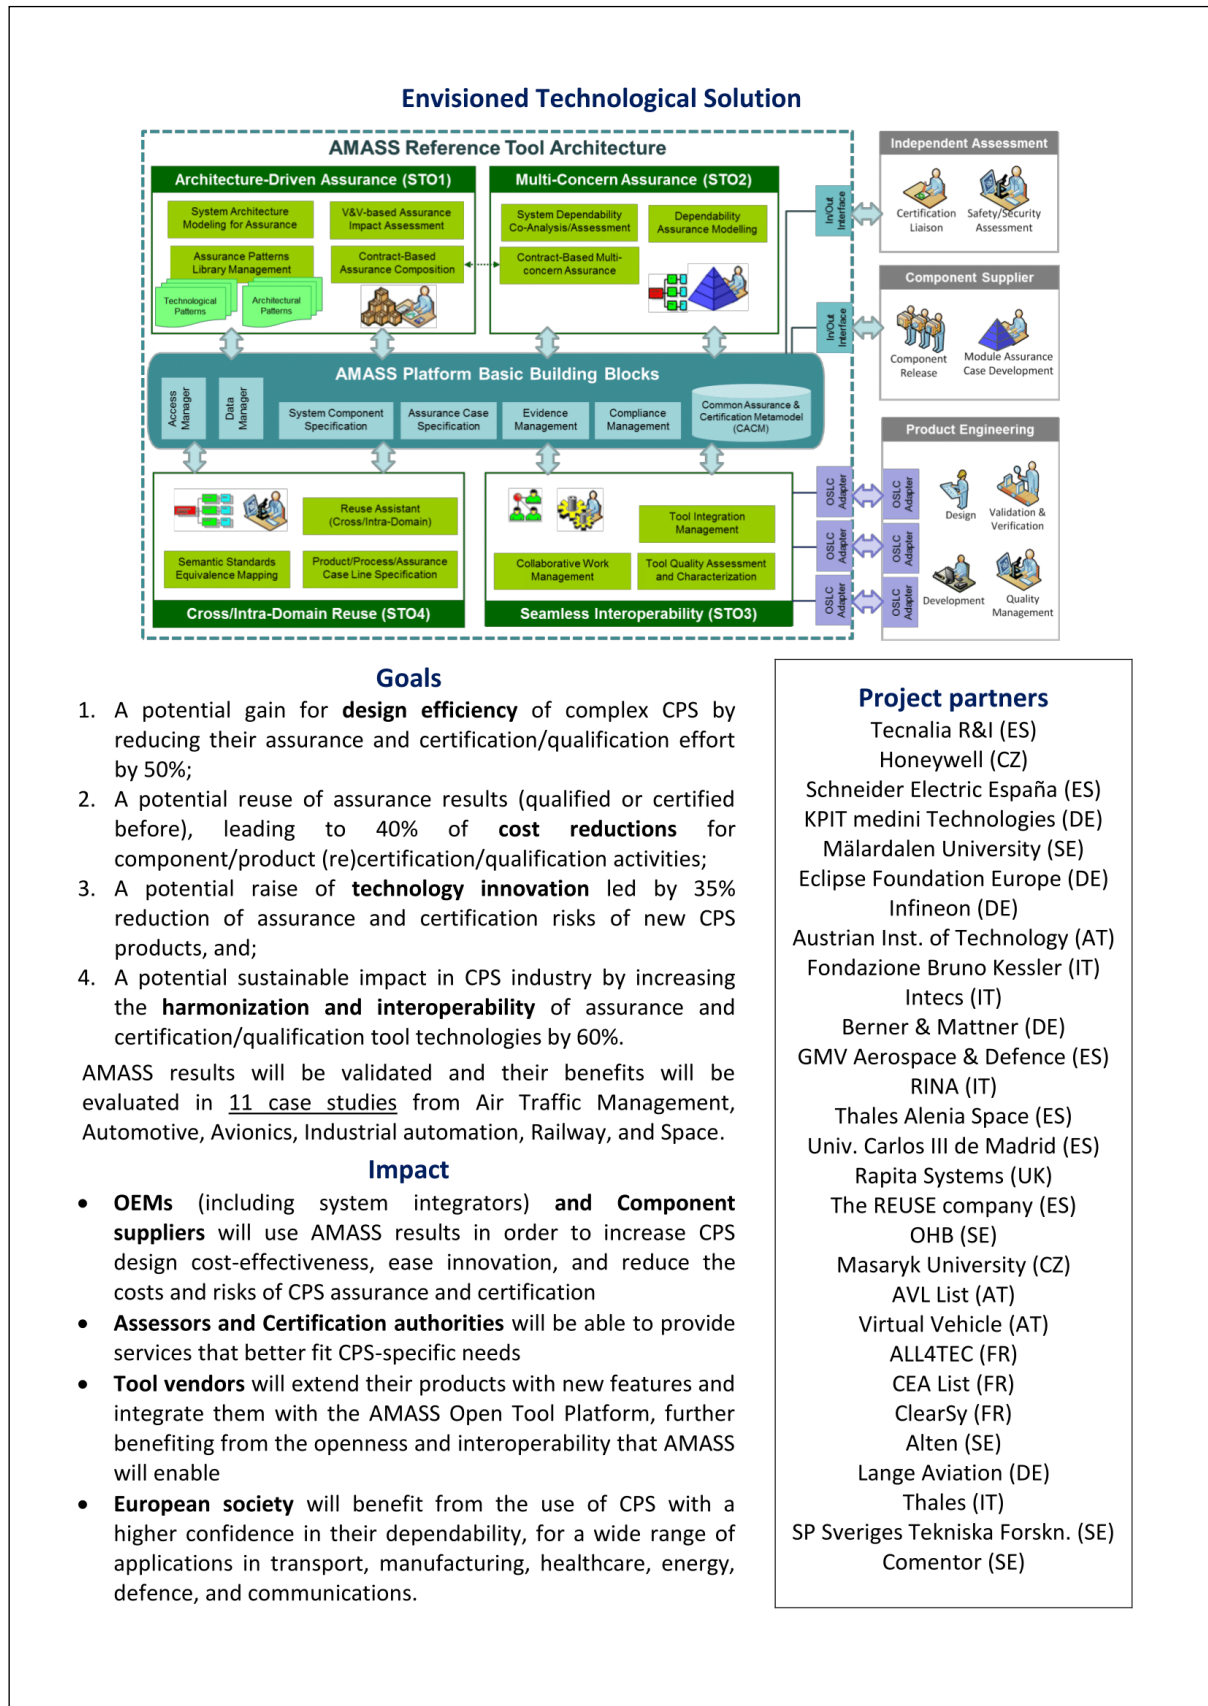 Envisioned Technological Solution
AMASS Reference Tool Architecture
Architecture-Driven Assurance (STO1)
System Architecture
Modeling for Assurance
V&V-based Assurance
Impact Assessment
Assurance Patterns
Library Management
Contract-Based
Assurance Composition
Technological
Patterns
Architectural
Patterns
Multi-Concern Assurance (STO2)
System Dependability
Co-Analysis/Assessment
Dependability
Assurance Modelling
Contract-Based Multi-
concern Assurance
In/Out
Interface
In/Out
Interface
Independent Assessment
Certification
Liaison
Safety/Security
Assessment
Component Supplier
Component
Release
Module Assurance
Case Development
AMASS Platform Basic Building Blocks
Access
Manager
Data
Manager
System Component
Specification
Assurance Case
Specification
Evidence
Management
Compliance
Management
Common Assurance &
Certification Metamodel
(CACM)
Reuse Assistant
(Cross/Intra-Domain)
Semantic Standards
Equivalence Mapping
Product/Process/Assurance
Case Line Specification
Cross/Intra-Domain Reuse (STO4)
Tool Integration
Management
Collaborative Work
Management
Tool Quality Assessment
and Characterization
Seamless Interoperability (STO3)
OSLC
Adapter
OSLC
Adapter
OSLC
Adapter
OSLC
Adapter
OSLC
Adapter
OSLC
Adapter
Product Engineering
Design
Validation &
Verification
Development
Quality
Management
Goals
1. A potential gain for design efficiency of complex CPS by
reducing their assurance and certification/qualification effort
by 50%;
2. A potential reuse of assurance results (qualified or certified
before), leading to 40% of cost reductions for
component/product (re)certification/qualification activities;
3. A potential raise of technology innovation led by 35%
reduction of assurance and certification risks of new CPS
products, and;
4. A potential sustainable impact in CPS industry by increasing
the harmonization and interoperability of assurance and
certification/qualification tool technologies by 60%.
AMASS results will be validated and their benefits will be
evaluated in 11 case studies from Air Traffic Management,
Automotive, Avionics, Industrial automation, Railway, and Space.
Impact
• OEMs (including system integrators) and Component
suppliers will use AMASS results in order to increase CPS
design cost-effectiveness, ease innovation, and reduce the
costs and risks of CPS assurance and certification
• Assessors and Certification authorities will be able to provide
services that better fit CPS-specific needs
• Tool vendors will extend their products with new features and
integrate them with the AMASS Open Tool Platform, further
benefiting from the openness and interoperability that AMASS
will enable
• European society will benefit from the use of CPS with a
higher confidence in their dependability, for a wide range of
applications in transport, manufacturing, healthcare, energy,
defence, and communications.
Project partners
Tecnalia R&I (ES)
Honeywell (CZ)
Schneider Electric España (ES)
KPIT medini Technologies (DE)
Mälardalen University (SE)
Eclipse Foundation Europe (DE)
Infineon (DE)
Austrian Inst. of Technology (AT)
Fondazione Bruno Kessler (IT)
Intecs (IT)
Berner & Mattner (DE)
GMV Aerospace & Defence (ES)
RINA (IT)
Thales Alenia Space (ES)
Univ. Carlos III de Madrid (ES)
Rapita Systems (UK)
The REUSE company (ES)
OHB (SE)
Masaryk University (CZ)
AVL List (AT)
Virtual Vehicle (AT)
ALL4TEC (FR)
CEA List (FR)
ClearSy (FR)
Alten (SE)
Lange Aviation (DE)
Thales (IT)
SP Sveriges Tekniska Forskn. (SE)
Comentor (SE)